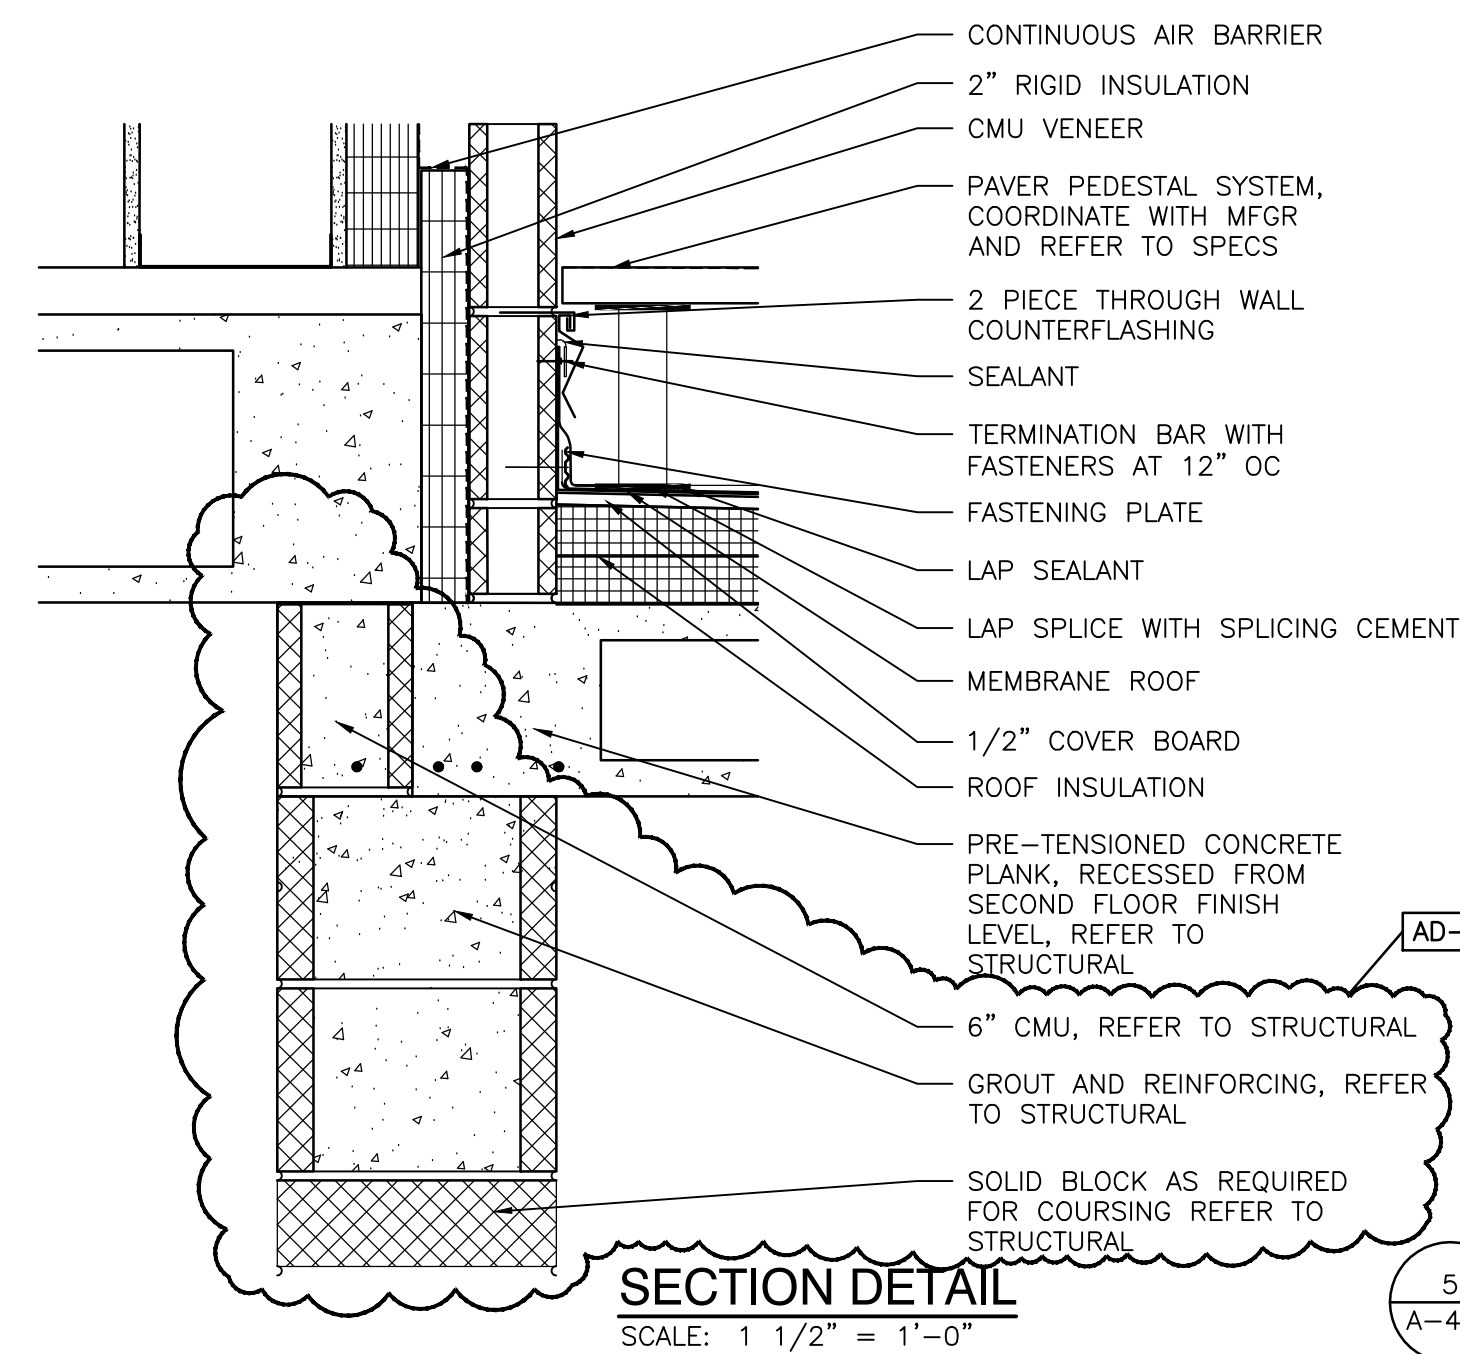 CONTINUOUS AIR BARRIER
2” RIGID INSULATION
CMU VENEER
PAVER PEDESTAL SYSTEM,
COORDINATE WITH MFGR
AND REFER TO SPECS
2 PIECE THROUGH WALL
COUNTERFLASHING
SEALANT
TERMINATION BAR WITH
FASTENERS AT 12” OC
FASTENING PLATE
LAP SEALANT
LAP SPLICE WITH SPLICING CEMENT
MEMBRANE ROOF
1/2” COVER BOARD
ROOF INSULATION
PRE-TENSIONED CONCRETE
PLANK, RECESSED FROM
SECOND FLOOR FINISH
LEVEL, REFER TO
STRUCTURAL
AD-
6” CMU, REFER TO STRUCTURAL
GROUT AND REINFORCING, REFER
TO STRUCTURAL
SOLID BLOCK AS REQUIRED
FOR COURSING REFER TO
STRUCTURAL
SECTION DETAIL
SCALE: 1 1/2” = 1’-0”
5
A-4